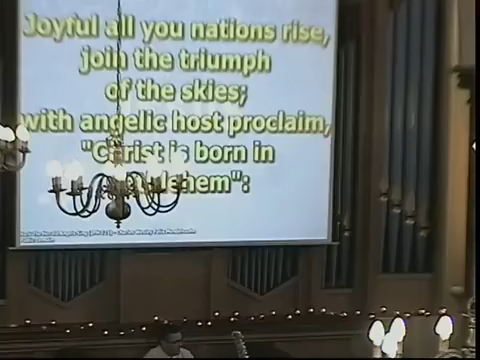 Joyful all you nations rise,
join the triumph
of the skies;
with angelic host proclaim,
"Christ is born in
Bethlehem":